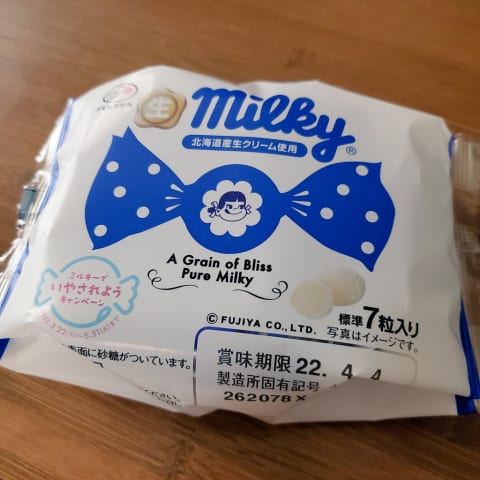 FUJIYA
生 milky®
北海道産生クリーム使用
A Grain of Bliss
Pure Milky
ミルキーで
いやされよう
キャンペーン
© FUJIYA CO., LTD.
標準7粒入り
写真はイメージです。
表面に砂糖がついています。
賞味期限 22. 4. 4
製造所固有記号
262078 X